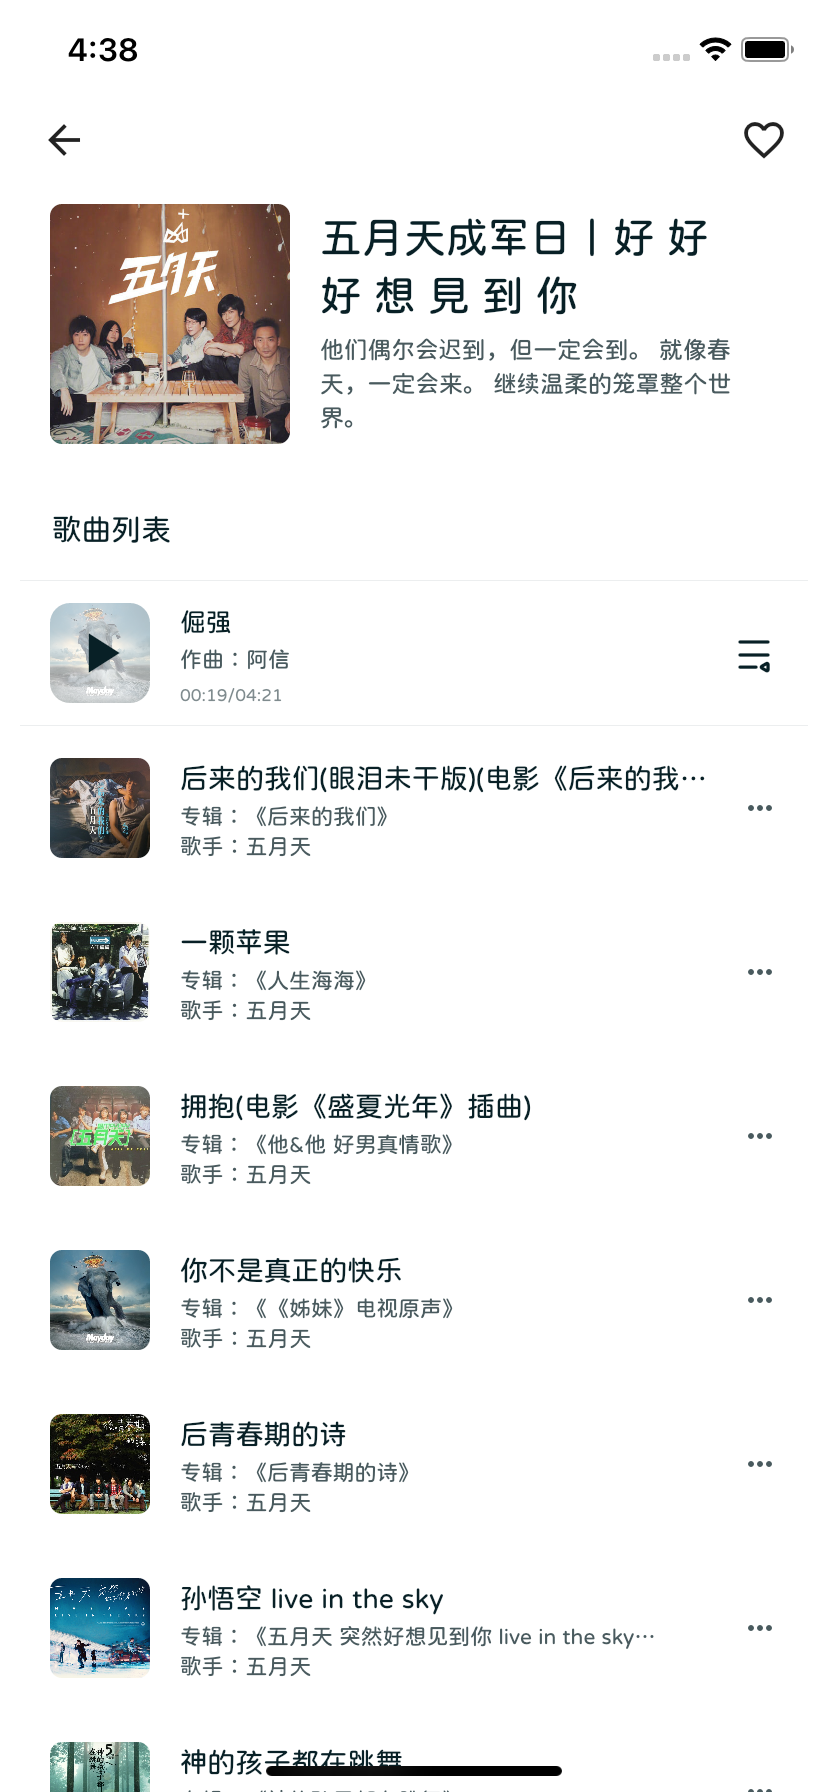 4:38
五月天
五月天成军日丨好 好
好 想 見 到 你
他们偶尔会迟到，但一定会到。 就像春
天，一定会来。 继续温柔的笼罩整个世
界。
歌曲列表
倔强
作曲：阿信
00:19/04:21
Mayday
后来的我们(眼泪未干版)(电影《后来的我…
专辑：《后来的我们》
歌手：五月天
一颗苹果
专辑：《人生海海》
歌手：五月天
拥抱(电影《盛夏光年》插曲)
专辑：《他&他 好男真情歌》
歌手：五月天
五月天
你不是真正的快乐
专辑：《《姊妹》电视原声》
歌手：五月天
Mayday
后青春期的诗
专辑：《后青春期的诗》
歌手：五月天
孙悟空 live in the sky
专辑：《五月天 突然好想见到你 live in the sky…
歌手：五月天
神的孩子都在跳舞